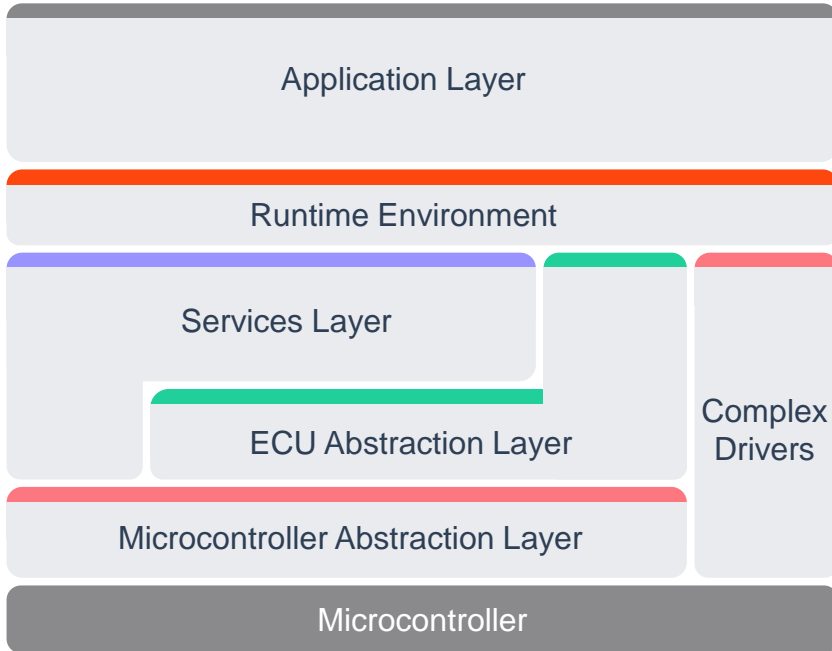 Application Layer
Runtime Environment
Services Layer
ECU Abstraction Layer
Complex
Drivers
Microcontroller Abstraction Layer
Microcontroller